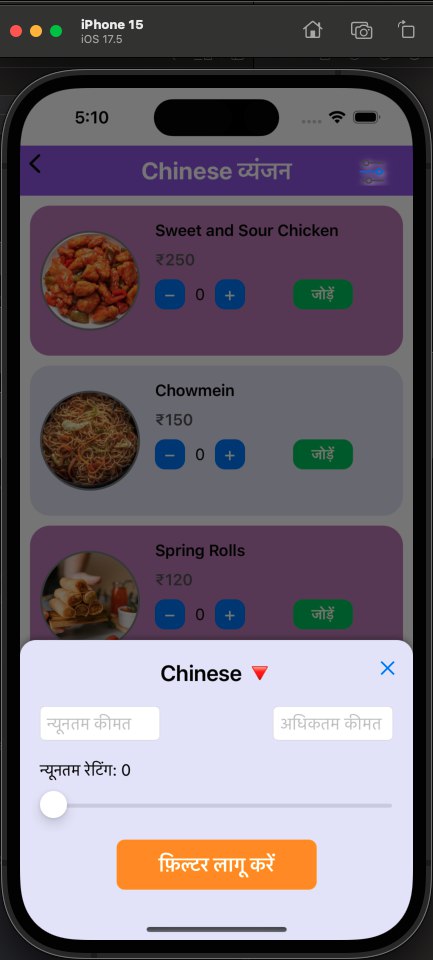 iPhone 15
iOS 17.5
5:10
Chinese व्यंजन
Sweet and Sour Chicken
₹250
− 0 + जोड़ें
Chowmein
₹150
− 0 + जोड़ें
Spring Rolls
₹120
− 0 + जोड़ें
Chinese 🔻
न्यूनतम कीमत अधिकतम कीमत
न्यूनतम रेटिंग: 0
फ़िल्टर लागू करें